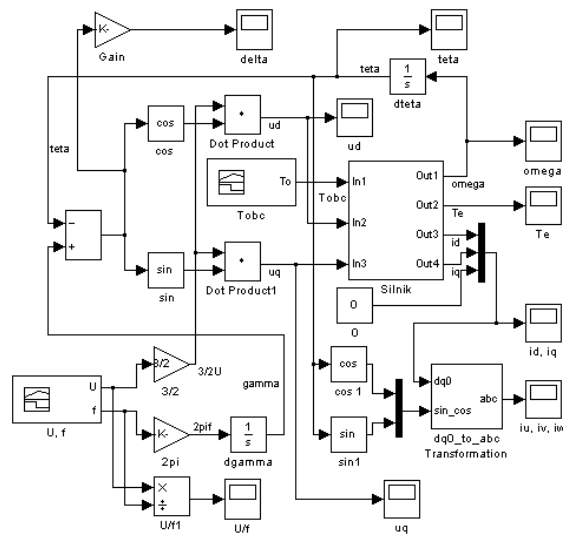 K-
Gain
delta
teta
teta
1
s
dteta
teta
cos
cos
Dot Product
ud
ud
omega
To
Tobc
Tobc
In1
In2
In3
Out1
Out2
Out3
Out4
omega
Te
Te
id
iq
Silnik
−
+
sin
sin
Dot Product1
uq
0
0
id, iq
U
f
U, f
3/2
3/2
3/2U
gamma
cos
cos 1
sin
sin1
dq0
sin_cos
abc
dq0_to_abc
Transformation
iu, iv, iw
K-
2pi
2pif
1
s
dgamma
×
÷
U/f1
U/f
uq